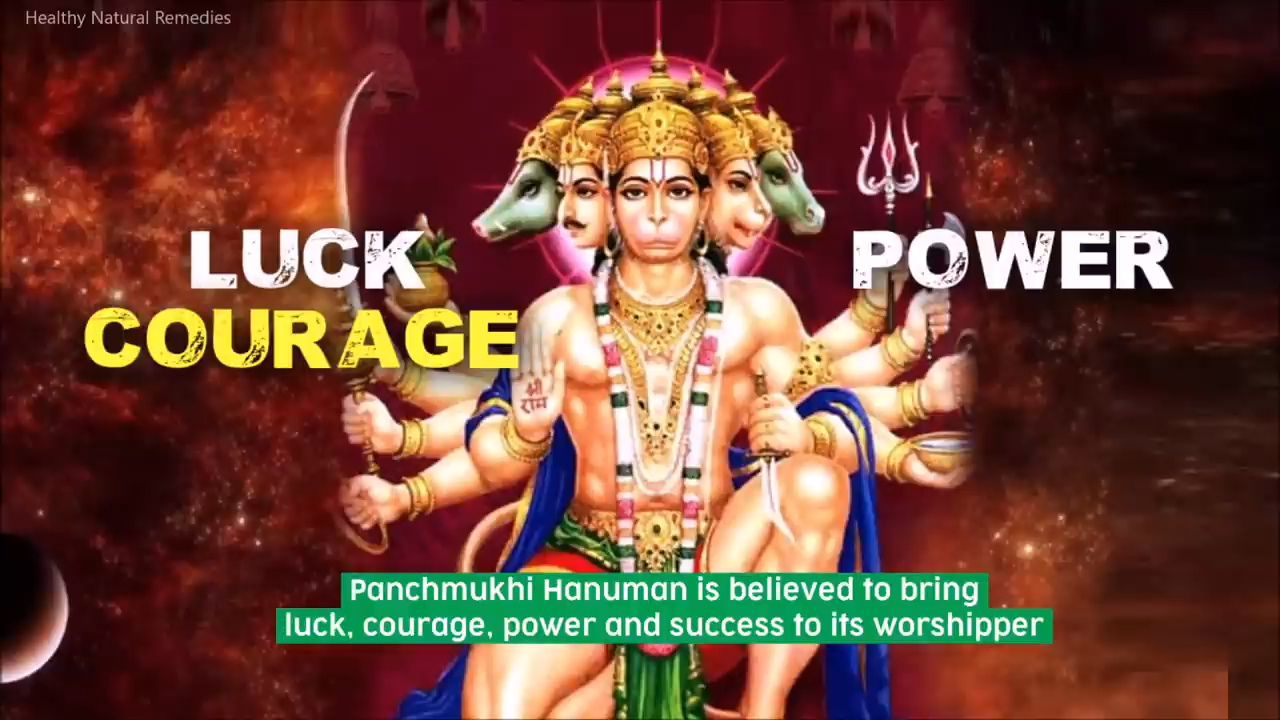 Healthy Natural Remedies
LUCK
POWER
COURAGE
श्री
राम
Panchmukhi Hanuman is believed to bring
luck, courage, power and success to its worshipper